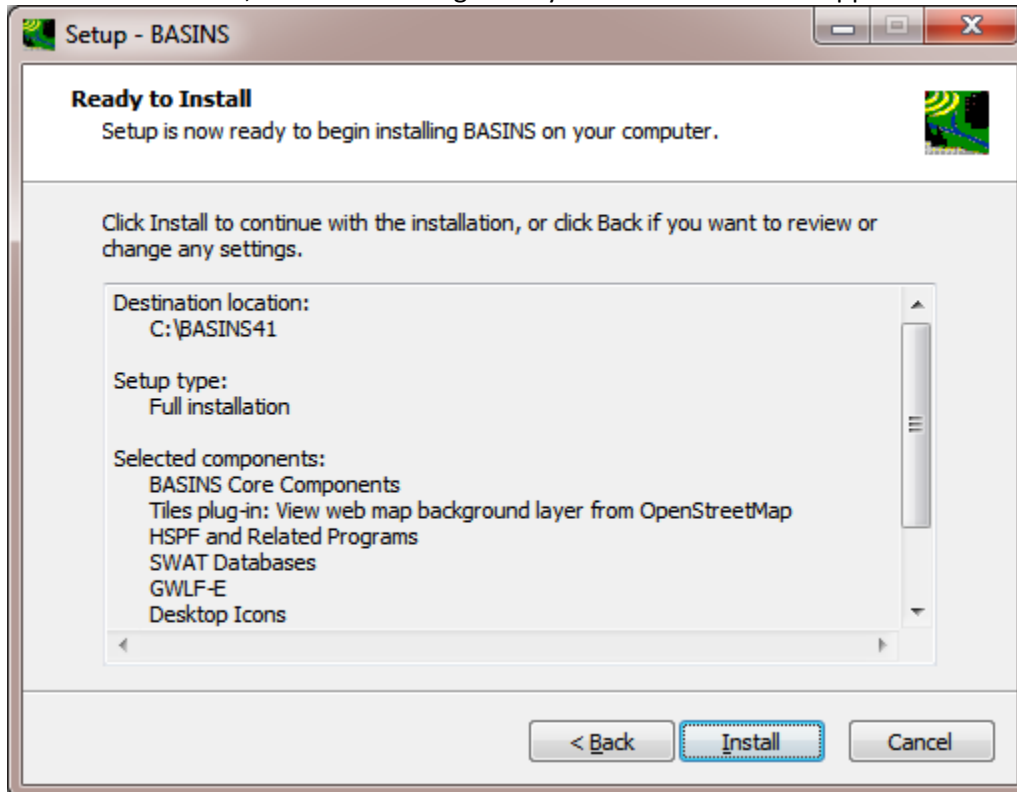 Setup - BASINS
Ready to Install
Setup is now ready to begin installing BASINS on your computer.
Click Install to continue with the installation, or click Back if you want to review or
change any settings.
Destination location:
C:\BASINS41
Setup type:
Full installation
Selected components:
BASINS Core Components
Tiles plug-in: View web map background layer from OpenStreetMap
HSPF and Related Programs
SWAT Databases
GWLF-E
Desktop Icons
< Back Install Cancel